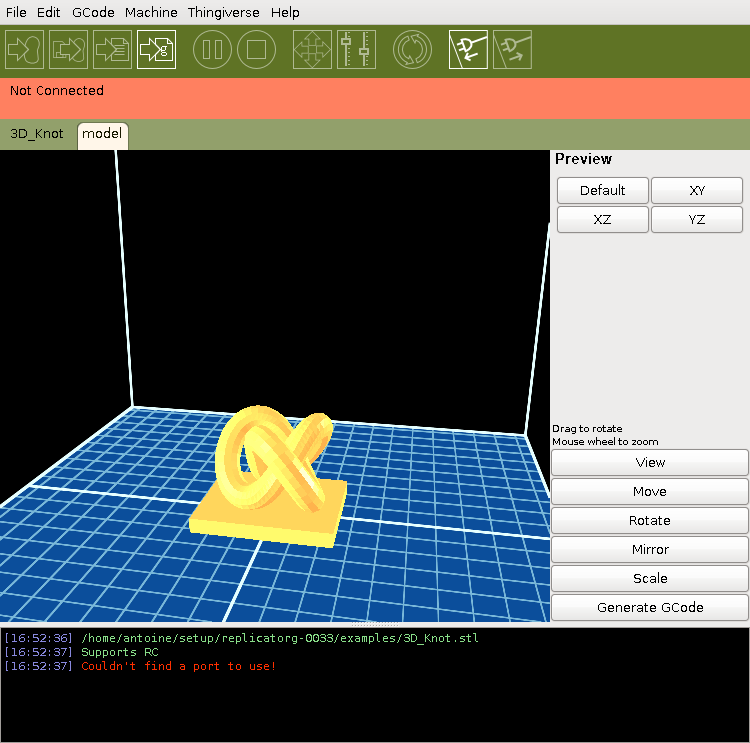 File Edit GCode Machine Thingiverse Help
g
Not Connected
3D_Knot model
Preview
Default XY
XZ YZ
Drag to rotate
Mouse wheel to zoom
View
Move
Rotate
Mirror
Scale
Generate GCode
[16:52:36] /home/antoine/setup/replicatorg-0033/examples/3D_Knot.stl
[16:52:37] Supports RC
[16:52:37] Couldn't find a port to use!